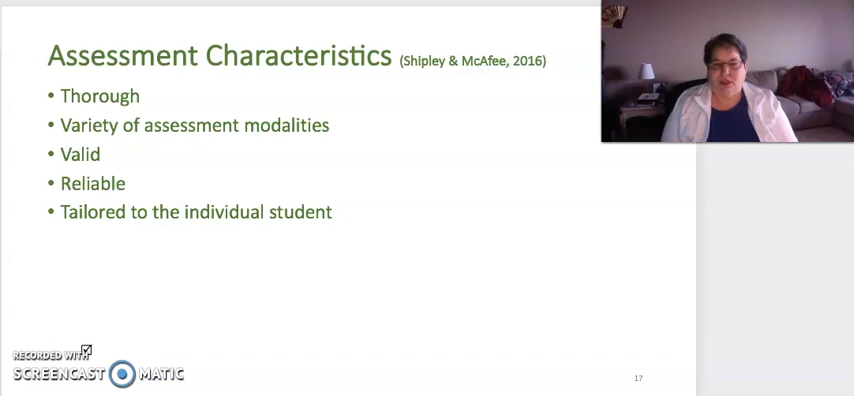 Assessment Characteristics (Shipley & McAfee, 2016)
• Thorough
• Variety of assessment modalities
• Valid
• Reliable
• Tailored to the individual student
RECORDED WITH
SCREENCAST MATIC
17